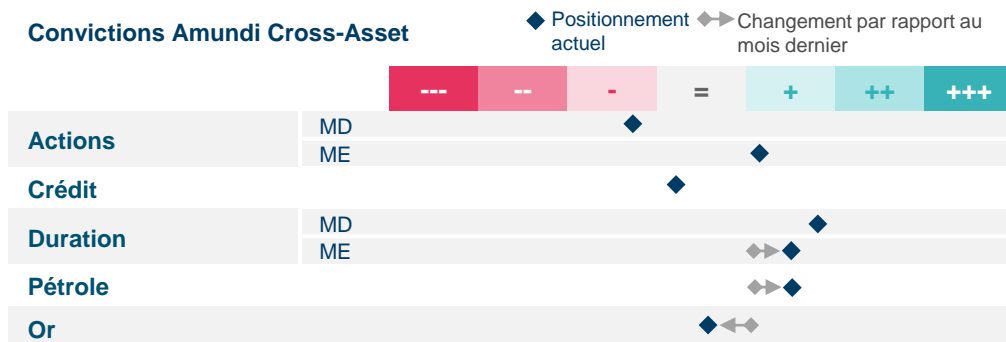 Convictions Amundi Cross-Asset
Positionnement
actuel
Changement par rapport au
mois dernier
--- -- - = + ++ +++
Actions
MD
ME
Crédit
Duration
MD
ME
Pétrole
Or